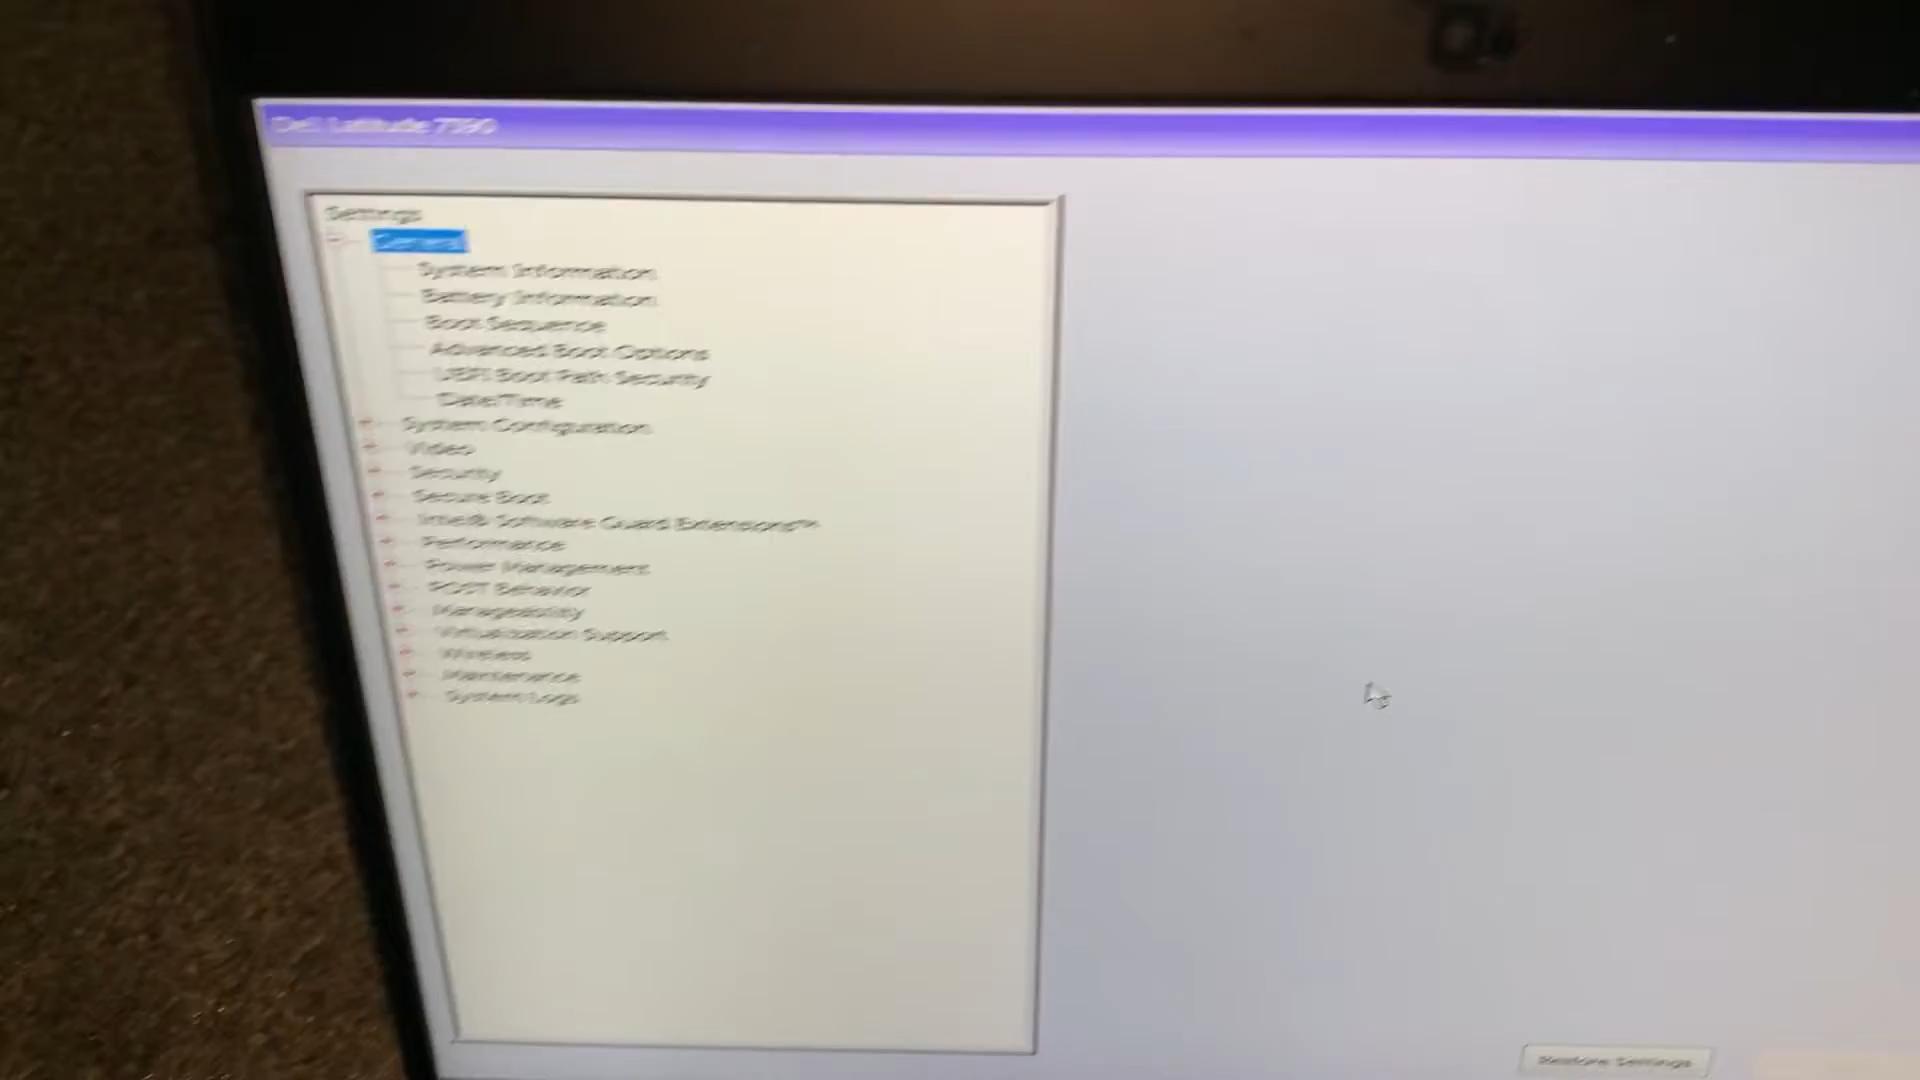 Dell Latitude 7390
Settings
General
System Information
Battery Information
Boot Sequence
Advanced Boot Options
UEFI Boot Path Security
Date/Time
System Configuration
Video
Security
Secure Boot
Intel® Software Guard Extensions™
Performance
Power Management
POST Behavior
Manageability
Virtualization Support
Wireless
Maintenance
System Logs
Restore Settings